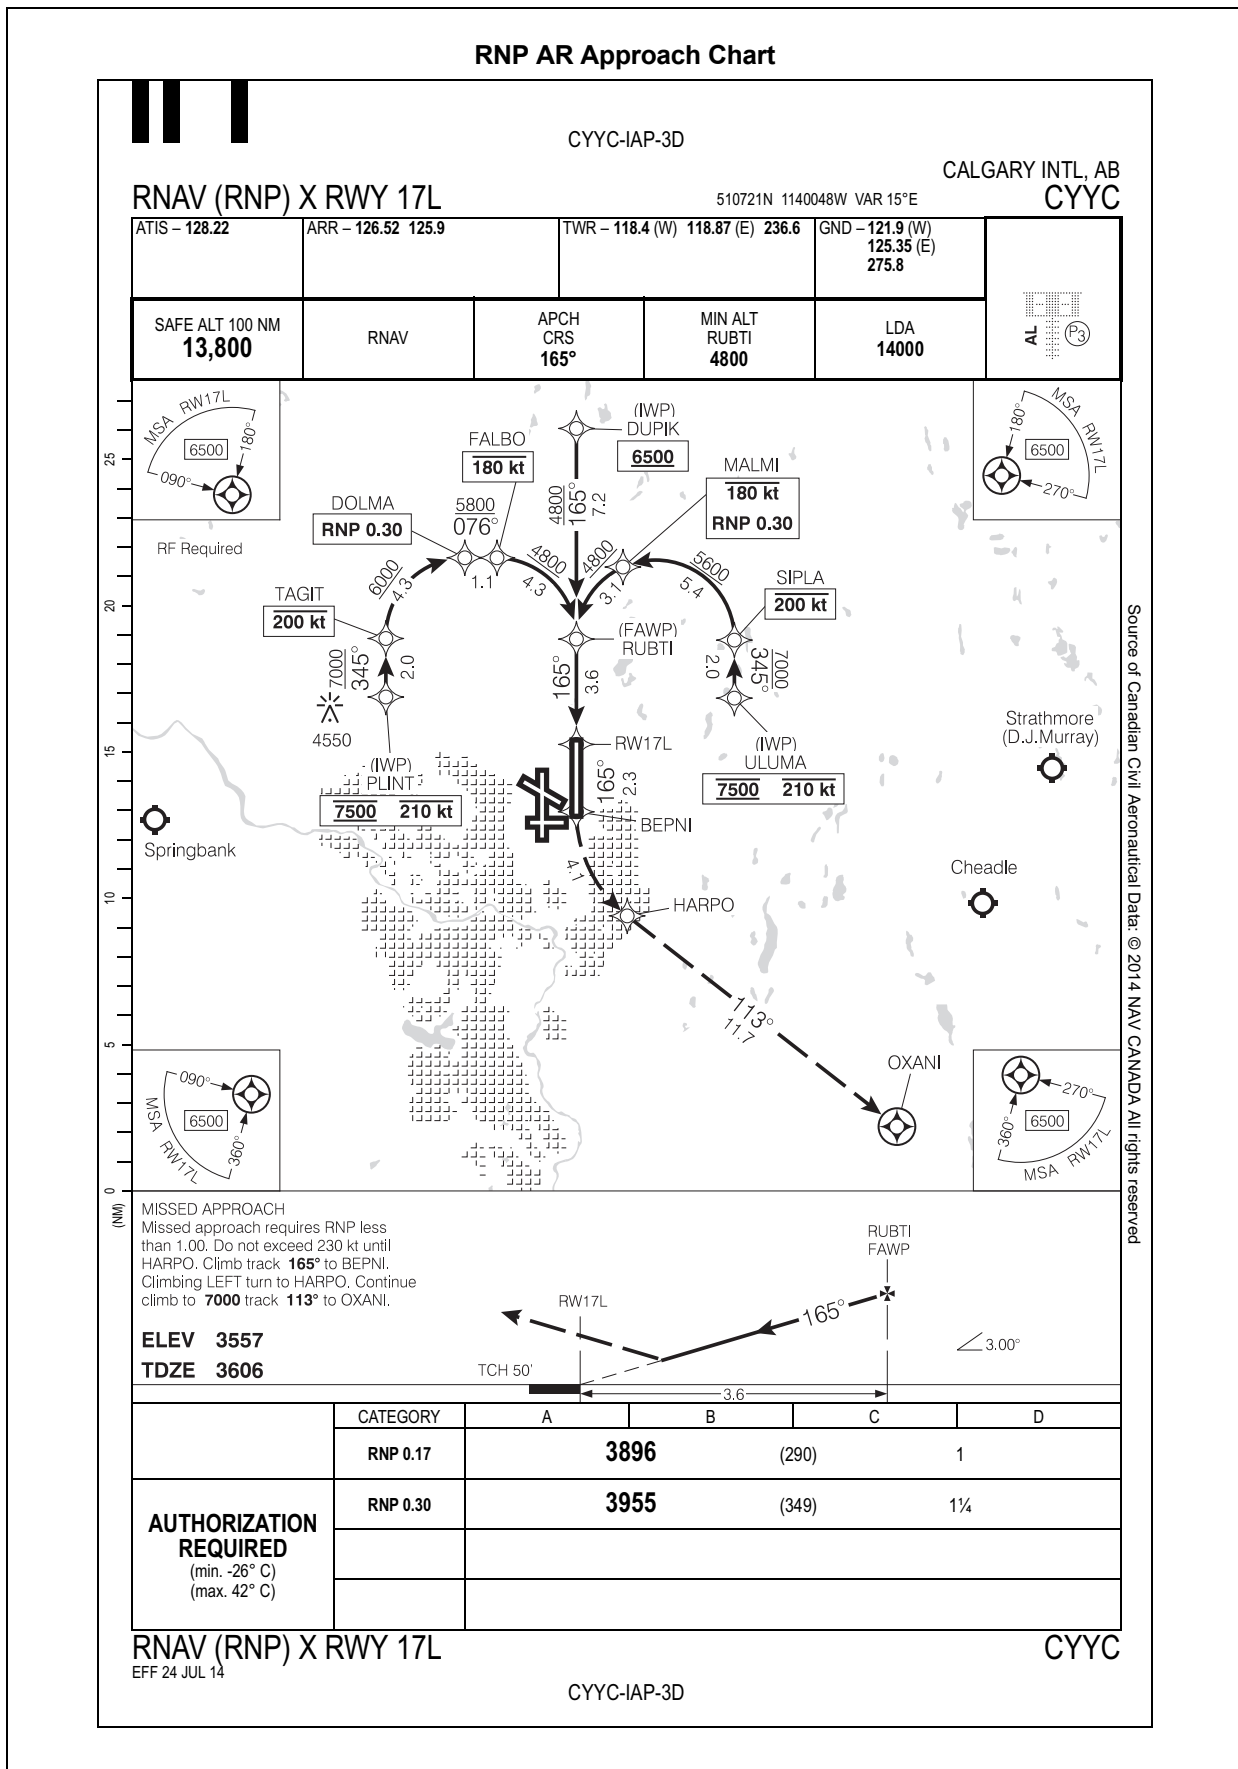 RNP AR Approach Chart
CYYC-IAP-3D
CALGARY INTL, AB
RNAV (RNP) X RWY 17L
510721N 1140048W VAR 15°E
CYYC
ATIS – 128.22
ARR – 126.52 125.9
TWR – 118.4 (W) 118.87 (E) 236.6
GND – 121.9 (W)
125.35 (E)
275.8
SAFE ALT 100 NM
13,800
RNAV
APCH
CRS
165°
MIN ALT
RUBTI
4800
LDA
14000
AL
P3
MSA RW17L
6500
180°
090°
(IWP)
DUPIK
6500
MSA RW17L
6500
180°
270°
FALBO
180 kt
MALMI
180 kt
RNP 0.30
DOLMA
RNP 0.30
5800
076°
1.1
4800
165°
7.2
RF Required
TAGIT
200 kt
6000
4.3
4800
4.3
4800
3.1
5600
5.4
SIPLA
200 kt
(FAWP)
RUBTI
7000
345°
2.0
165°
3.6
2.0
345°
7000
4550
(IWP)
PLINT
7500 210 kt
RW17L
165°
2.3
BEPNI
(IWP)
ULUMA
7500 210 kt
Strathmore
(D.J.Murray)
Springbank
4.1
HARPO
Cheadle
113°
11.7
OXANI
090°
6500
360°
MSA RW17L
270°
6500
360°
MSA RW17L
25
20
15
10
5
0
(NM)
Source of Canadian Civil Aeronautical Data: © 2014 NAV CANADA All rights reserved
MISSED APPROACH
Missed approach requires RNP less
than 1.00. Do not exceed 230 kt until
HARPO. Climb track 165° to BEPNI.
Climbing LEFT turn to HARPO. Continue
climb to 7000 track 113° to OXANI.
ELEV 3557
TDZE 3606
RUBTI
FAWP
RW17L
165°
3.00°
TCH 50'
3.6
CATEGORY A B C D
RNP 0.17 3896 (290) 1
RNP 0.30 3955 (349) 1¼
AUTHORIZATION
REQUIRED
(min. -26° C)
(max. 42° C)
RNAV (RNP) X RWY 17L
CYYC
EFF 24 JUL 14
CYYC-IAP-3D